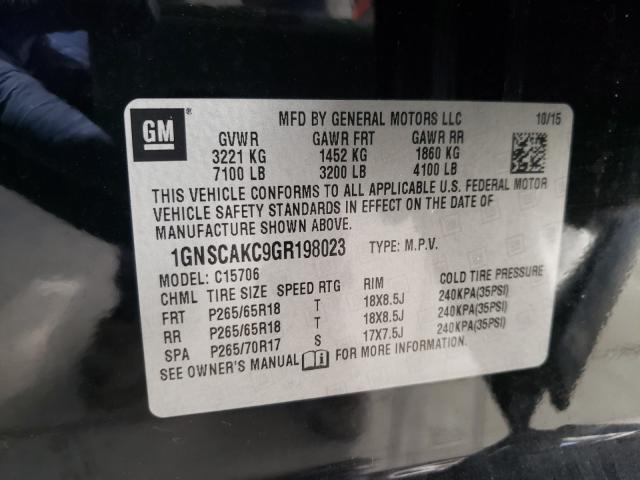 GM
MFD BY GENERAL MOTORS LLC 10/15
GVWR GAWR FRT GAWR RR
3221 KG 1452 KG 1860 KG
7100 LB 3200 LB 4100 LB
THIS VEHICLE CONFORMS TO ALL APPLICABLE U.S. FEDERAL MOTOR
VEHICLE SAFETY STANDARDS IN EFFECT ON THE DATE OF
MANUFACTURE SHOWN ABOVE.
1GNSCAKC9GR198023 TYPE: M.P.V.
MODEL: C15706
CHML TIRE SIZE SPEED RTG RIM COLD TIRE PRESSURE
FRT P265/65R18 T 18X8.5J 240KPA(35PSI)
RR P265/65R18 T 18X8.5J 240KPA(35PSI)
SPA P265/70R17 S 17X7.5J 240KPA(35PSI)
SEE OWNER'S MANUAL FOR MORE INFORMATION.